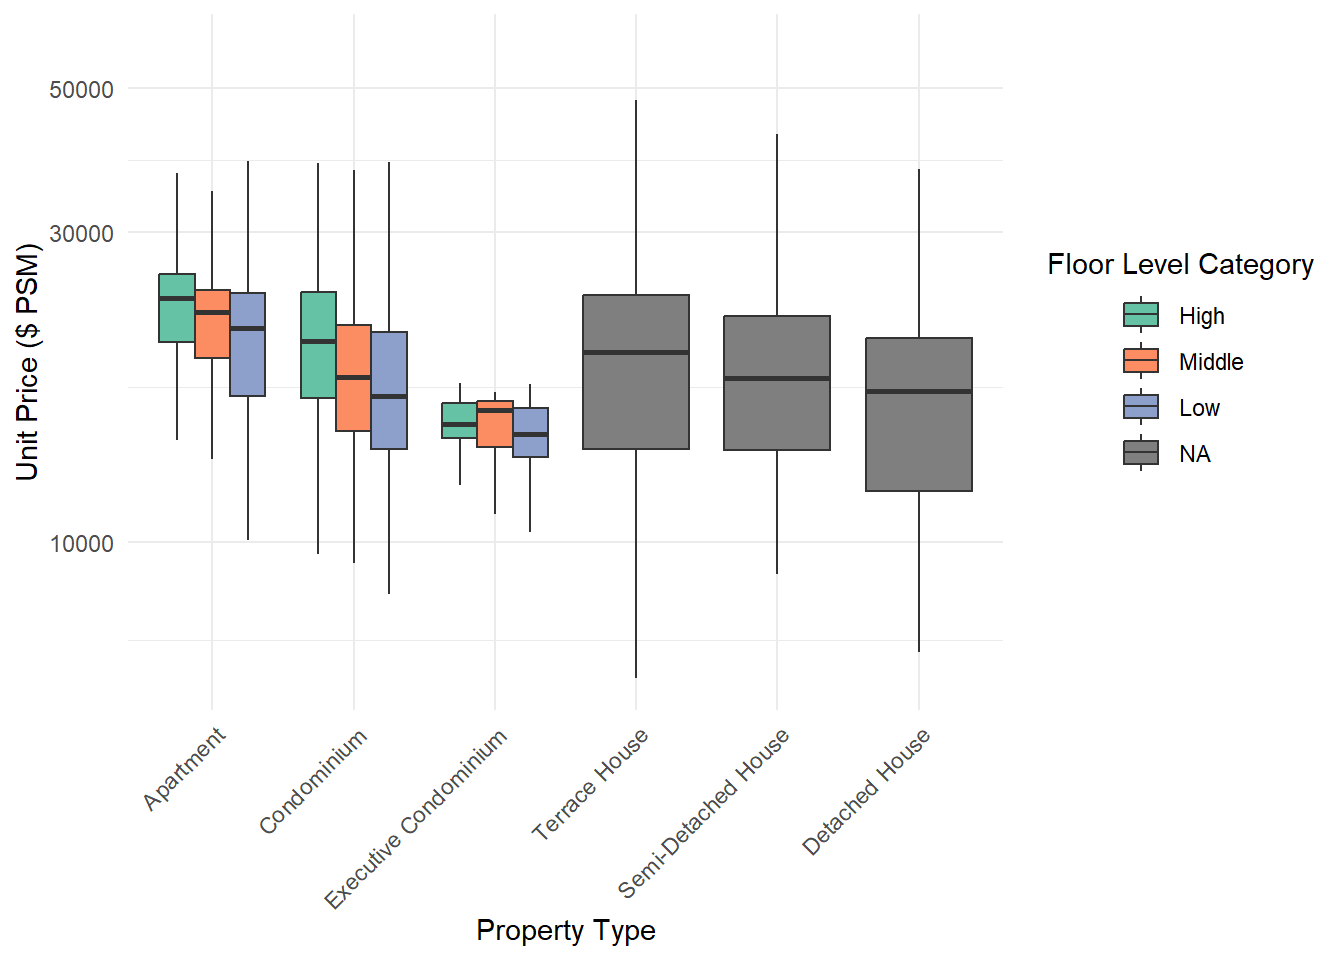 50000
30000
10000
Unit Price ($ PSM)
Apartment
Condominium
Executive Condominium
Terrace House
Semi-Detached House
Detached House
Property Type
Floor Level Category
High
Middle
Low
NA